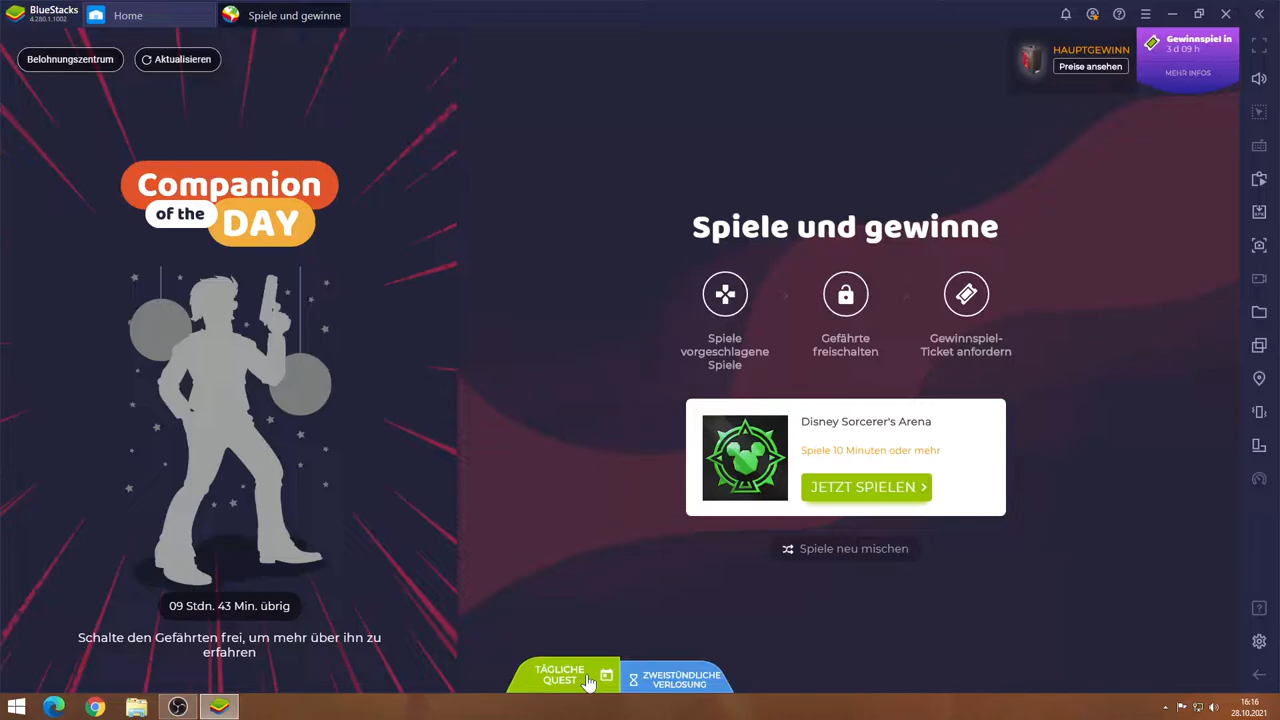 BlueStacks
4.280.1.1002
Home
Spiele und gewinne
Belohnungszentrum
Aktualisieren
HAUPTGEWINN
Preise ansehen
Gewinnspiel in
3 d 09 h
MEHR INFOS
Companion
of the
DAY
Spiele und gewinne
Spiele
vorgeschlagene
Spiele
Gefährte
freischalten
Gewinnspiel-
Ticket anfordern
Disney Sorcerer's Arena
Spiele 10 Minuten oder mehr
JETZT SPIELEN
Spiele neu mischen
09 Stdn. 43 Min. übrig
Schalte den Gefährten frei, um mehr über ihn zu
erfahren
TÄGLICHE
QUEST
ZWEISTÜNDLICHE
VERLOSUNG
16:16
28.10.2021